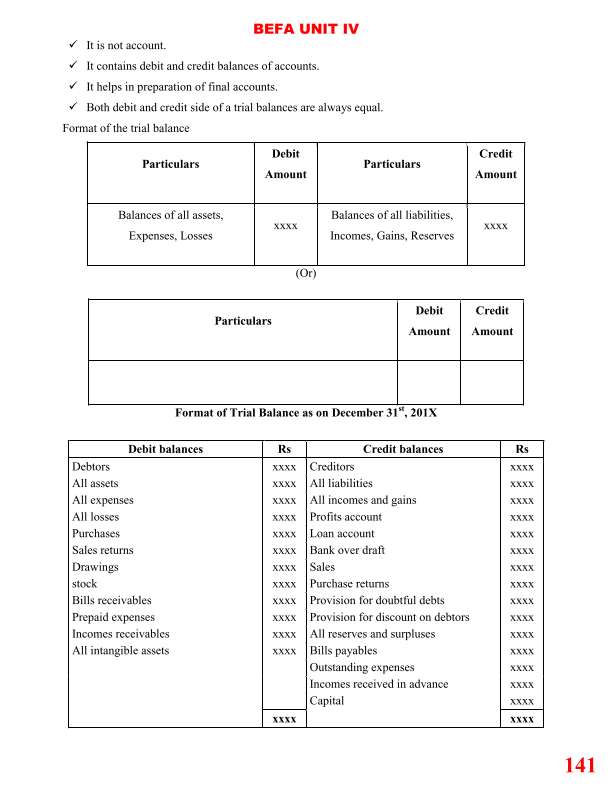 BEFA UNIT IV
✓ It is not account.
✓ It contains debit and credit balances of accounts.
✓ It helps in preparation of final accounts.
✓ Both debit and credit side of a trial balances are always equal.
Format of the trial balance
Particulars Debit Amount Particulars Credit Amount
Balances of all assets, Expenses, Losses xxxx Balances of all liabilities, Incomes, Gains, Reserves xxxx
(Or)
Particulars Debit Amount Credit Amount
Format of Trial Balance as on December 31st, 201X
Debit balances Rs Credit balances Rs
Debtors xxxx Creditors xxxx
All assets xxxx All liabilities xxxx
All expenses xxxx All incomes and gains xxxx
All losses xxxx Profits account xxxx
Purchases xxxx Loan account xxxx
Sales returns xxxx Bank over draft xxxx
Drawings xxxx Sales xxxx
stock xxxx Purchase returns xxxx
Bills receivables xxxx Provision for doubtful debts xxxx
Prepaid expenses xxxx Provision for discount on debtors xxxx
Incomes receivables xxxx All reserves and surpluses xxxx
All intangible assets xxxx Bills payables xxxx
Outstanding expenses xxxx
Incomes received in advance xxxx
Capital xxxx
xxxx xxxx
141